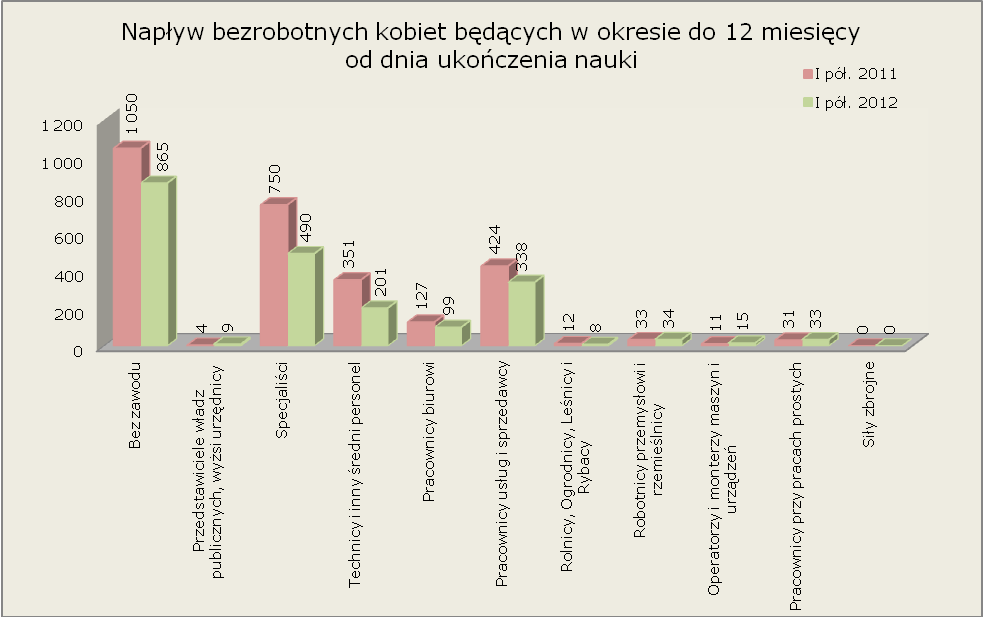 Napływ bezrobotnych kobiet będących w okresie do 12 miesięcy
od dnia ukończenia nauki
I pół. 2011
I pół. 2012
1 200
1 000
800
600
400
200
0
1 050
865
4
9
750
490
351
201
127
99
424
338
12
8
33
34
11
15
31
33
0
0
Bez zawodu
Przedstawiciele władz
publicznych, wyżsi urzędnicy
Specjaliści
Technicy i inny średni personel
Pracownicy biurowi
Pracownicy usług i sprzedawcy
Rolnicy, Ogrodnicy, Leśnicy i
Rybacy
Robotnicy przemysłowi i
rzemieślnicy
Operatorzy i monterzy maszyn i
urządzeń
Pracownicy przy pracach prostych
Siły zbrojne